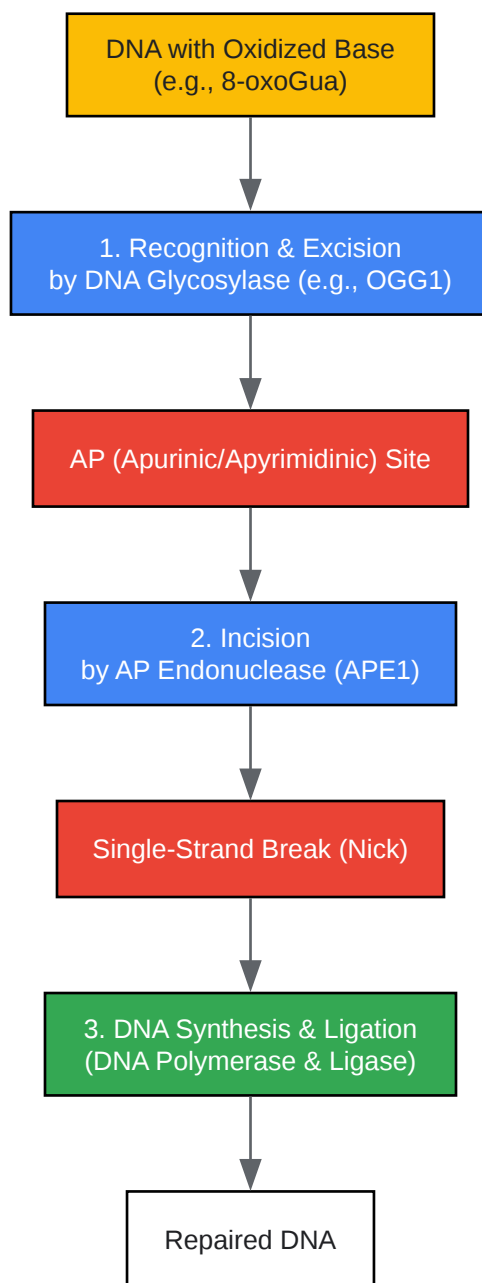 DNA with Oxidized Base
(e.g., 8-oxoGua)
1. Recognition & Excision
by DNA Glycosylase (e.g., OGG1)
AP (Apurinic/Apyrimidinic) Site
2. Incision
by AP Endonuclease (APE1)
Single-Strand Break (Nick)
3. DNA Synthesis & Ligation
(DNA Polymerase & Ligase)
Repaired DNA